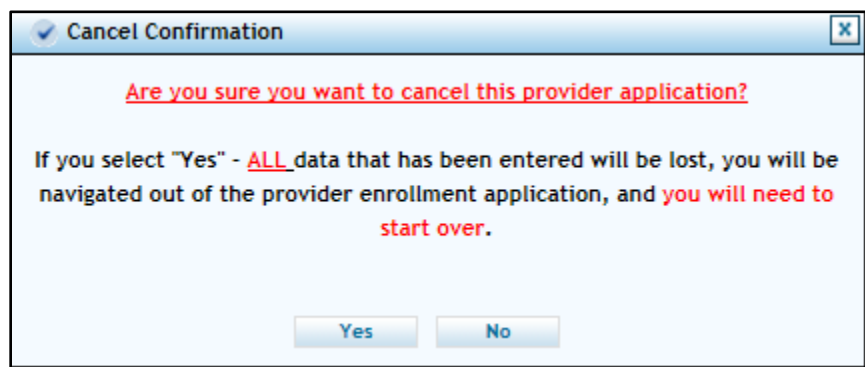 Cancel Confirmation
x
Are you sure you want to cancel this provider application?
If you select "Yes" - ALL data that has been entered will be lost, you will be
navigated out of the provider enrollment application, and you will need to
start over.
Yes No